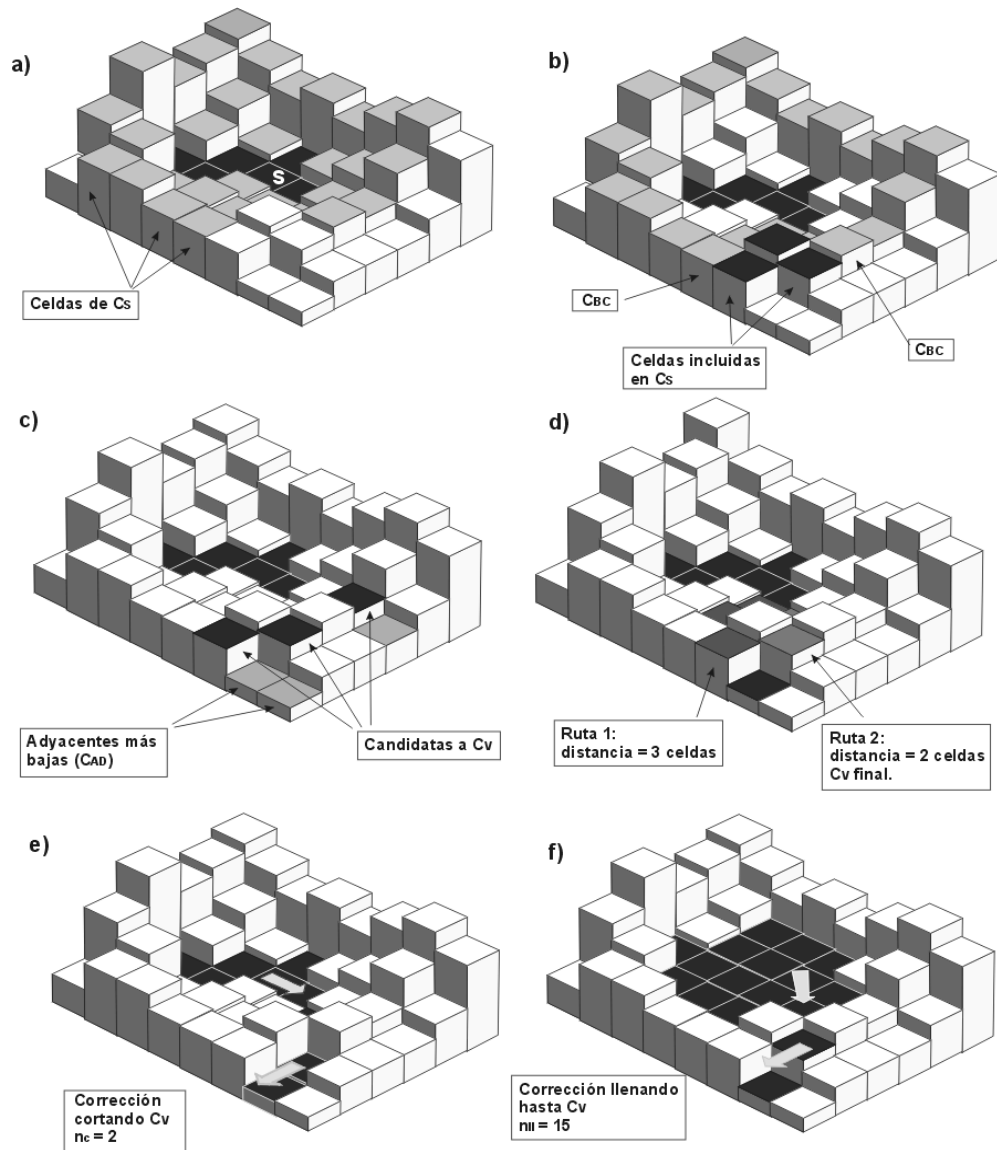 a)
b)
S
Celdas de Cs
CBC
Celdas incluidas
en Cs
CBC
c)
d)
Adyacentes más
bajas (CAD)
Candidatas a Cv
Ruta 1:
distancia = 3 celdas
Ruta 2:
distancia = 2 celdas
Cv final.
e)
f)
Corrección
cortando Cv
nc = 2
Corrección llenando
hasta Cv
nll = 15